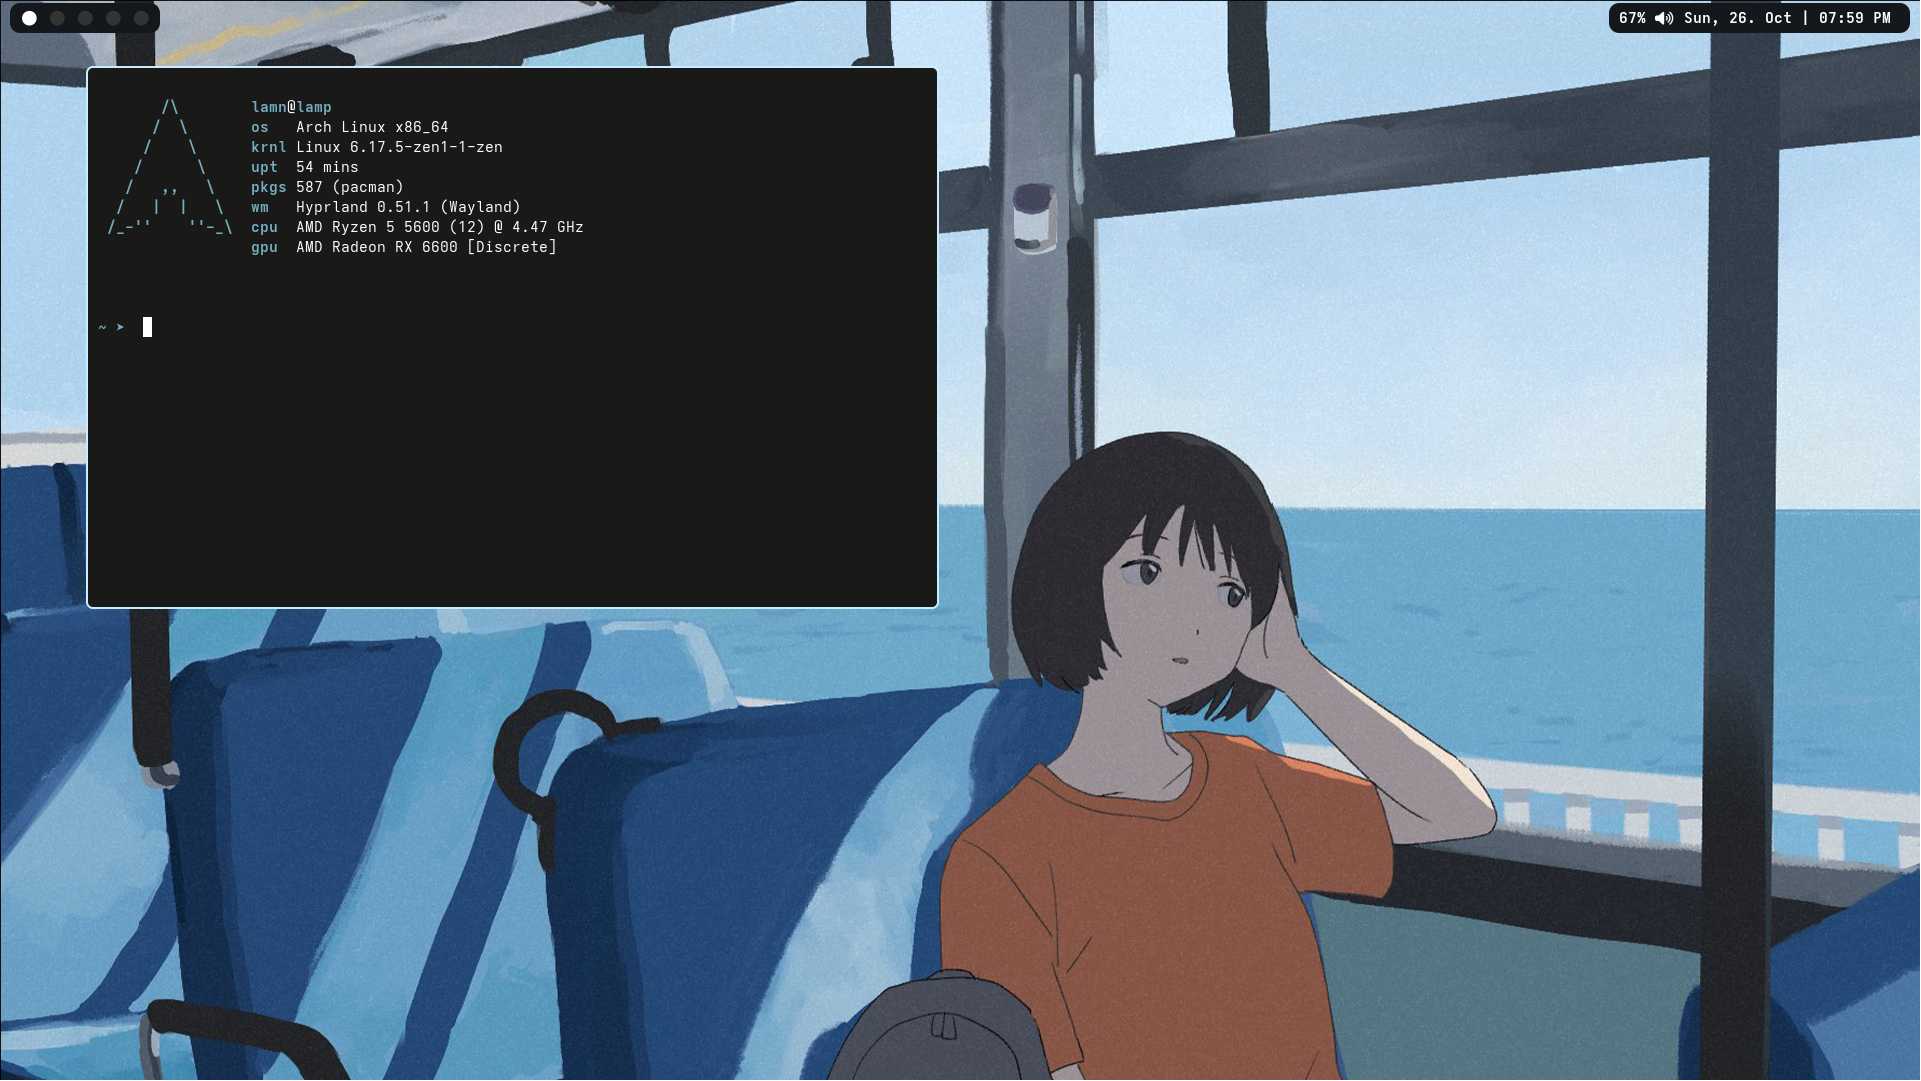 67% Sun, 26. Oct | 07:59 PM
lamn@lamp
os Arch Linux x86_64
krnl Linux 6.17.5-zen1-1-zen
upt 54 mins
pkgs 587 (pacman)
wm Hyprland 0.51.1 (Wayland)
cpu AMD Ryzen 5 5600 (12) @ 4.47 GHz
gpu AMD Radeon RX 6600 [Discrete]
~ ➤